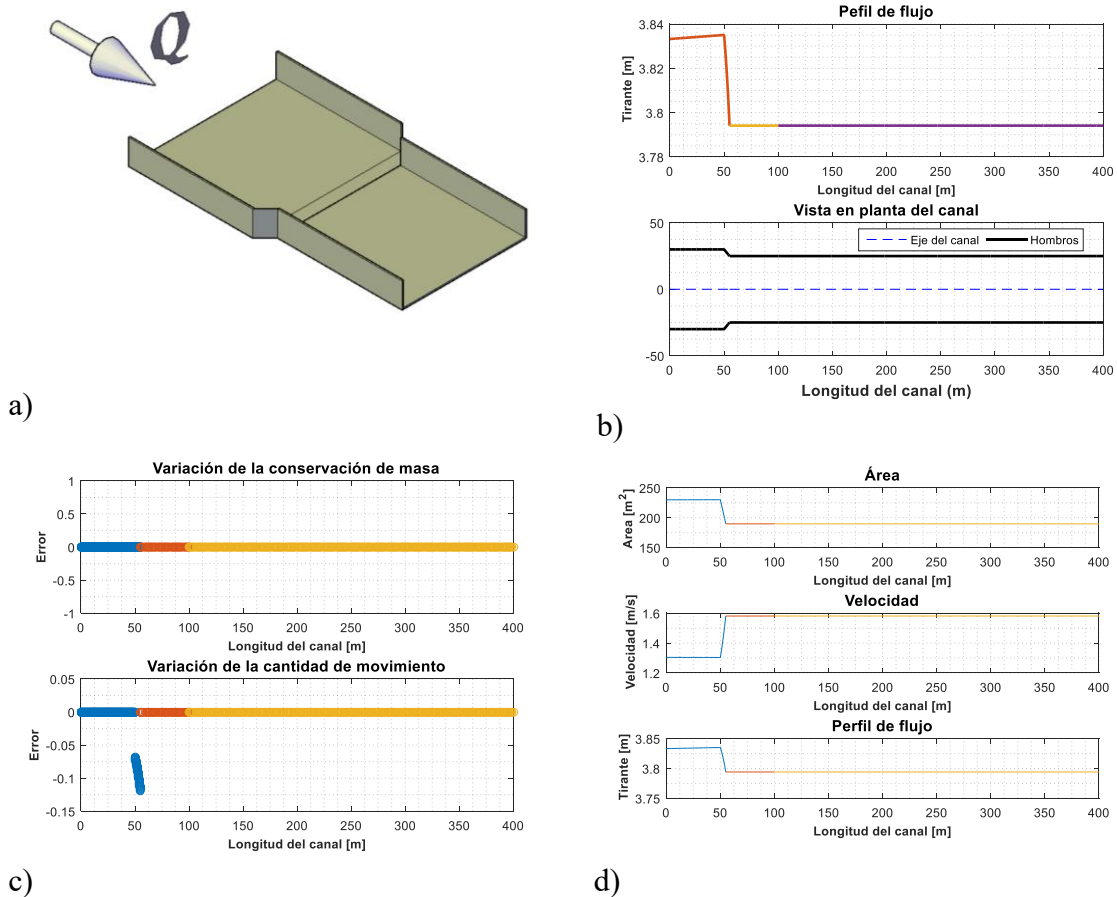 Q
a)
Pefil de flujo
3.84
3.82
3.8
3.78
Tirante [m]
0 50 100 150 200 250 300 350 400
Longitud del canal [m]
Vista en planta del canal
50
0
-50
Eje del canal Hombros
0 50 100 150 200 250 300 350 400
Longitud del canal (m)
b)
Variación de la conservación de masa
1
0.5
0
-0.5
-1
Error
0 50 100 150 200 250 300 350 400
Longitud del canal [m]
Variación de la cantidad de movimiento
0.05
0
-0.05
-0.1
-0.15
Error
0 50 100 150 200 250 300 350 400
Longitud del canal [m]
c)
Área
250
200
150
Área [m²]
0 50 100 150 200 250 300 350 400
Longitud del canal [m]
Velocidad
1.6
1.4
1.2
Velocidad [m/s]
0 50 100 150 200 250 300 350 400
Longitud del canal [m]
Perfil de flujo
3.85
3.8
3.75
Tirante [m]
0 50 100 150 200 250 300 350 400
Longitud del canal [m]
d)